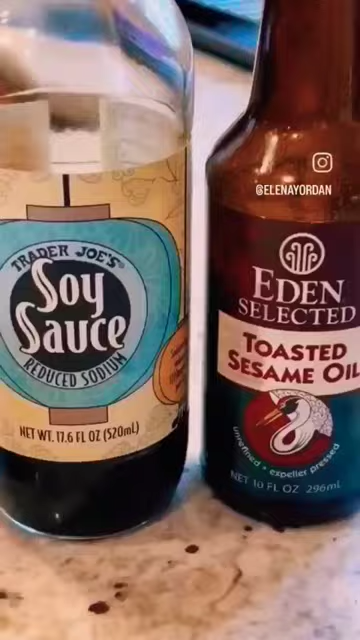 TRADER JOE'S
Soy
Sauce
REDUCED SODIUM
NET WT. 17.6 FL OZ (520mL)
@ELENAYORDAN
EDEN
SELECTED
TOASTED
SESAME OIL
unrefined • expeller pressed
NET 10 FL OZ 296mL